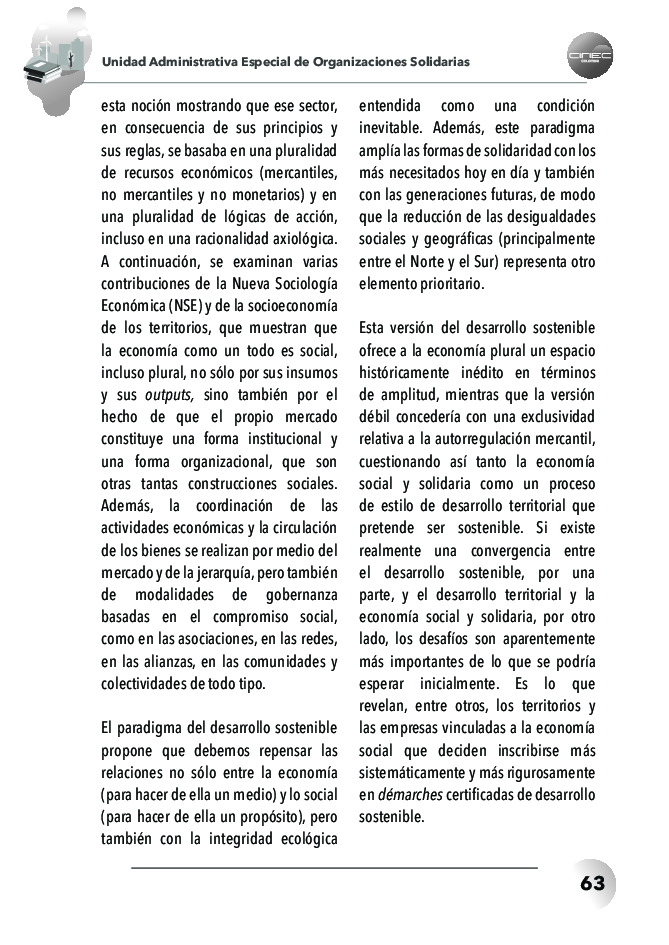 Unidad Administrativa Especial de Organizaciones Solidarias
CINEC
COLOMBIA
esta noción mostrando que ese sector,
en consecuencia de sus principios y
sus reglas, se basaba en una pluralidad
de recursos económicos (mercantiles,
no mercantiles y no monetarios) y en
una pluralidad de lógicas de acción,
incluso en una racionalidad axiológica.
A continuación, se examinan varias
contribuciones de la Nueva Sociología
Económica (NSE) y de la socioeconomía
de los territorios, que muestran que
la economía como un todo es social,
incluso plural, no sólo por sus insumos
y sus outputs, sino también por el
hecho de que el propio mercado
constituye una forma institucional y
una forma organizacional, que son
otras tantas construcciones sociales.
Además, la coordinación de las
actividades económicas y la circulación
de los bienes se realizan por medio del
mercado y de la jerarquía, pero también
de modalidades de gobernanza
basadas en el compromiso social,
como en las asociaciones, en las redes,
en las alianzas, en las comunidades y
colectividades de todo tipo.
El paradigma del desarrollo sostenible
propone que debemos repensar las
relaciones no sólo entre la economía
(para hacer de ella un medio) y lo social
(para hacer de ella un propósito), pero
también con la integridad ecológica
entendida como una condición
inevitable. Además, este paradigma
amplía las formas de solidaridad con los
más necesitados hoy en día y también
con las generaciones futuras, de modo
que la reducción de las desigualdades
sociales y geográficas (principalmente
entre el Norte y el Sur) representa otro
elemento prioritario.
Esta versión del desarrollo sostenible
ofrece a la economía plural un espacio
históricamente inédito en términos
de amplitud, mientras que la versión
débil concedería con una exclusividad
relativa a la autorregulación mercantil,
cuestionando así tanto la economía
social y solidaria como un proceso
de estilo de desarrollo territorial que
pretende ser sostenible. Si existe
realmente una convergencia entre
el desarrollo sostenible, por una
parte, y el desarrollo territorial y la
economía social y solidaria, por otro
lado, los desafíos son aparentemente
más importantes de lo que se podría
esperar inicialmente. Es lo que
revelan, entre otros, los territorios y
las empresas vinculadas a la economía
social que deciden inscribirse más
sistemáticamente y más rigurosamente
en démarches certificadas de desarrollo
sostenible.
63